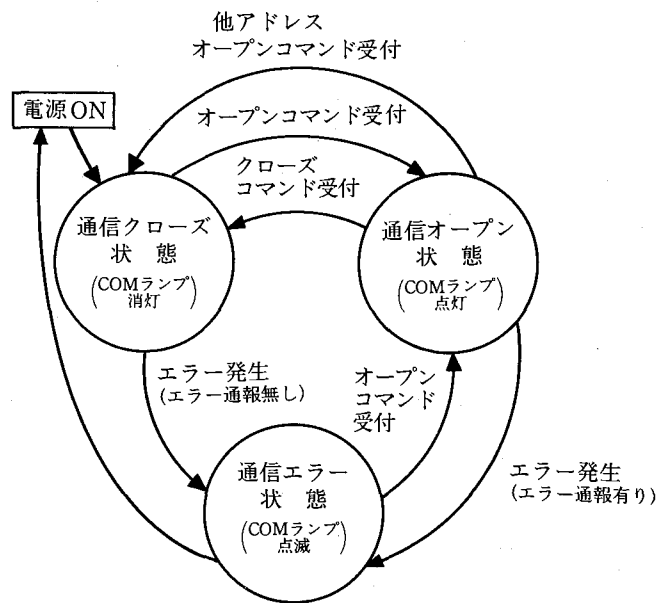 他アドレス
オープンコマンド受付
電源ON
オープンコマンド受付
クローズ
コマンド受付
通信クローズ
状態
(COMランプ
消灯)
通信オープン
状態
(COMランプ
点灯)
エラー発生
(エラー通報無し)
オープン
コマンド
受付
通信エラー
状態
(COMランプ
点滅)
エラー発生
(エラー通報有り)